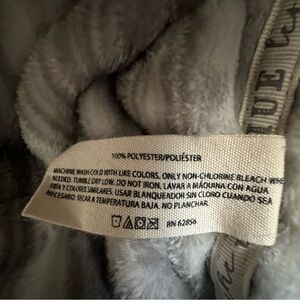 100% POLYESTER/POLIÉSTER
MACHINE WASH COLD WITH LIKE COLORS. ONLY NON-CHLORINE BLEACH WHE
NEEDED. TUMBLE DRY LOW. DO NOT IRON. LAVAR A MÁQUINA CON AGUA
FRÍA Y COLORES SIMILARES. USAR BLANQUEADOR SIN CLORO CUANDO SEA
NECESARIO SECAR A TEMPERATURA BAJA. NO PLANCHAR.
RN 62856
QUE